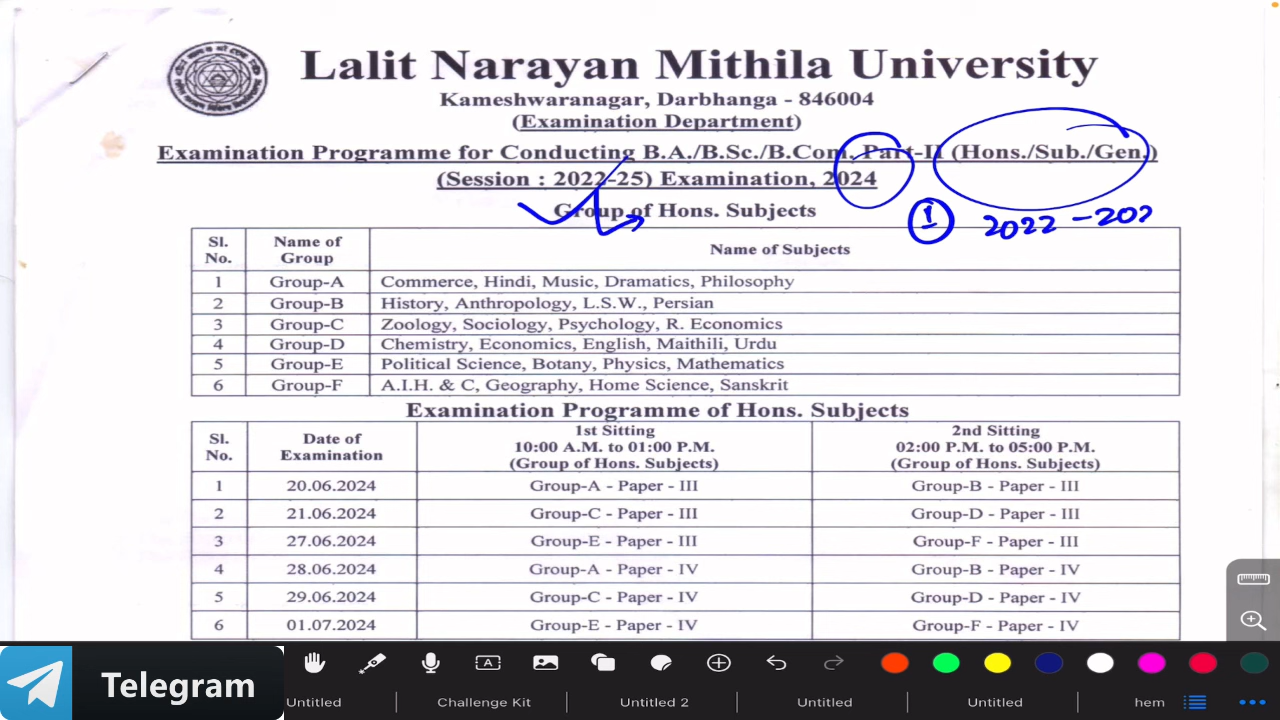 Lalit Narayan Mithila University
Kameshwaranagar, Darbhanga - 846004
(Examination Department)
Examination Programme for Conducting B.A./B.Sc./B.Com. Part-II (Hons./Sub./Gen.)
(Session : 2022-25) Examination, 2024
Group of Hons. Subjects
1 2022 - 202
Sl. No. Name of Group Name of Subjects
1 Group-A Commerce, Hindi, Music, Dramatics, Philosophy
2 Group-B History, Anthropology, L.S.W., Persian
3 Group-C Zoology, Sociology, Psychology, R. Economics
4 Group-D Chemistry, Economics, English, Maithili, Urdu
5 Group-E Political Science, Botany, Physics, Mathematics
6 Group-F A.I.H. & C, Geography, Home Science, Sanskrit
Examination Programme of Hons. Subjects
Sl. No. Date of Examination 1st Sitting 10:00 A.M. to 01:00 P.M. (Group of Hons. Subjects) 2nd Sitting 02:00 P.M. to 05:00 P.M. (Group of Hons. Subjects)
1 20.06.2024 Group-A - Paper - III Group-B - Paper - III
2 21.06.2024 Group-C - Paper - III Group-D - Paper - III
3 27.06.2024 Group-E - Paper - III Group-F - Paper - III
4 28.06.2024 Group-A - Paper - IV Group-B - Paper - IV
5 29.06.2024 Group-C - Paper - IV Group-D - Paper - IV
6 01.07.2024 Group-E - Paper - IV Group-F - Paper - IV
Telegram
A
Untitled Challenge Kit Untitled 2 Untitled Untitled hem